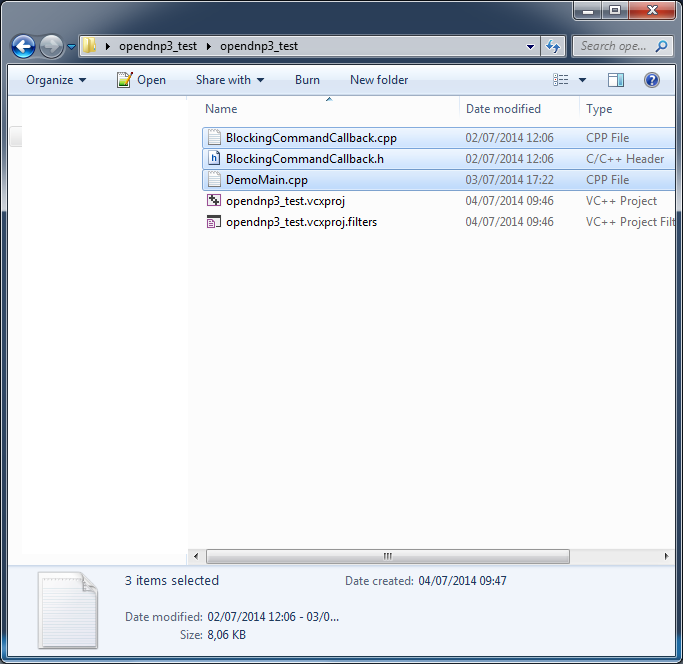 opendnp3_test opendnp3_test Search ope...
Organize Open Share with Burn New folder
Name Date modified Type
BlockingCommandCallback.cpp 02/07/2014 12:06 CPP File
BlockingCommandCallback.h 02/07/2014 12:06 C/C++ Header
DemoMain.cpp 03/07/2014 17:22 CPP File
opendnp3_test.vcxproj 04/07/2014 09:46 VC++ Project
opendnp3_test.vcxproj.filters 04/07/2014 09:46 VC++ Project Filt
3 items selected Date created: 04/07/2014 09:47
Date modified: 02/07/2014 12:06 - 03/0...
Size: 8,06 KB